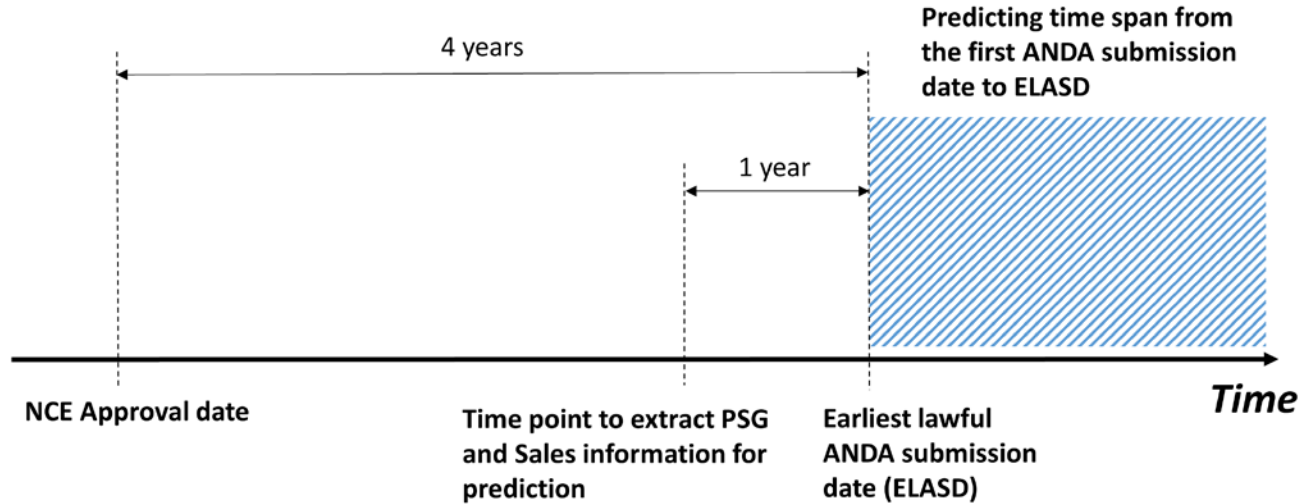 Predicting time span from
the first ANDA submission
date to ELASD
4 years
1 year
NCE Approval date
Time point to extract PSG
and Sales information for
prediction
Earliest lawful
ANDA submission
date (ELASD)
Time